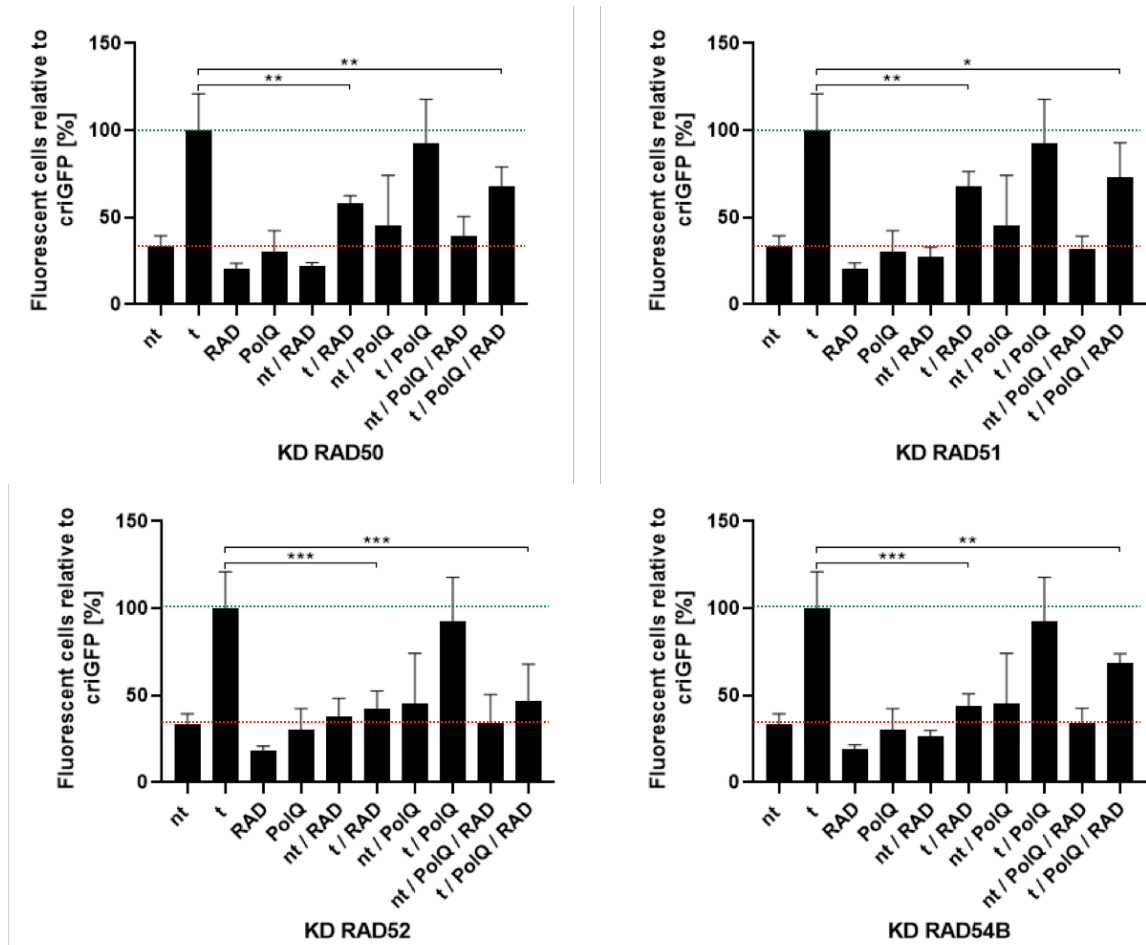 Fluorescent cells relative to
criGFP [%]
150
100
50
0
**
**
nt
t
RAD
PolQ
nt / RAD
t / RAD
nt / PolQ
t / PolQ
nt / PolQ / RAD
t / PolQ / RAD
KD RAD50
Fluorescent cells relative to
criGFP [%]
150
100
50
0
*
**
nt
t
RAD
PolQ
nt / RAD
t / RAD
nt / PolQ
t / PolQ
nt / PolQ / RAD
t / PolQ / RAD
KD RAD51
Fluorescent cells relative to
criGFP [%]
150
100
50
0
***
***
nt
t
RAD
PolQ
nt / RAD
t / RAD
nt / PolQ
t / PolQ
nt / PolQ / RAD
t / PolQ / RAD
KD RAD52
Fluorescent cells relative to
criGFP [%]
150
100
50
0
**
***
nt
t
RAD
PolQ
nt / RAD
t / RAD
nt / PolQ
t / PolQ
nt / PolQ / RAD
t / PolQ / RAD
KD RAD54B